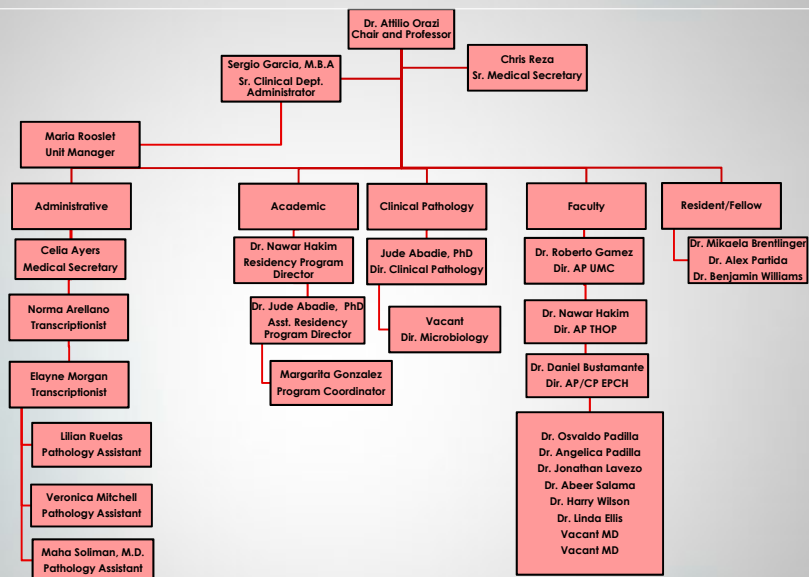 Dr. Attilio Orazi
Chair and Professor
Sergio Garcia, M.B.A
Sr. Clinical Dept.
Administrator
Chris Reza
Sr. Medical Secretary
Maria Rooslet
Unit Manager
Administrative
Academic
Clinical Pathology
Faculty
Resident/Fellow
Celia Ayers
Medical Secretary
Norma Arellano
Transcriptionist
Elayne Morgan
Transcriptionist
Lilian Ruelas
Pathology Assistant
Veronica Mitchell
Pathology Assistant
Maha Soliman, M.D.
Pathology Assistant
Dr. Nawar Hakim
Residency Program
Director
Dr. Jude Abadie, PhD
Asst. Residency
Program Director
Margarita Gonzalez
Program Coordinator
Jude Abadie, PhD
Dir. Clinical Pathology
Vacant
Dir. Microbiology
Dr. Roberto Gamez
Dir. AP UMC
Dr. Nawar Hakim
Dir. AP THOP
Dr. Daniel Bustamante
Dir. AP/CP EPCH
Dr. Osvaldo Padilla
Dr. Angelica Padilla
Dr. Jonathan Lavezo
Dr. Abeer Salama
Dr. Harry Wilson
Dr. Linda Ellis
Vacant MD
Vacant MD
Dr. Mikaela Brentlinger
Dr. Alex Partida
Dr. Benjamin Williams